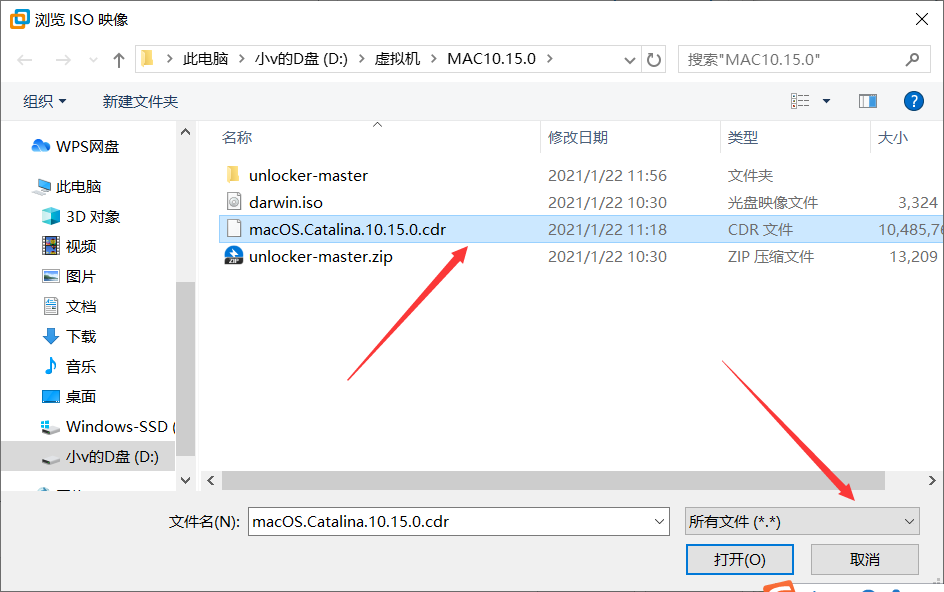 浏览 ISO 映像
此电脑 小v的D盘 (D:) 虚拟机 MAC10.15.0
搜索"MAC10.15.0"
组织 新建文件夹
名称 修改日期 类型 大小
WPS网盘
此电脑
3D 对象
视频
图片
文档
下载
音乐
桌面
Windows-SSD (
小v的D盘 (D:)
unlocker-master 2021/1/22 11:56 文件夹
darwin.iso 2021/1/22 10:30 光盘映像文件 3,324
macOS.Catalina.10.15.0.cdr 2021/1/22 11:18 CDR 文件 10,485,76
unlocker-master.zip 2021/1/22 10:30 ZIP 压缩文件 13,209
文件名(N): macOS.Catalina.10.15.0.cdr 所有文件 (*.*)
打开(O) 取消